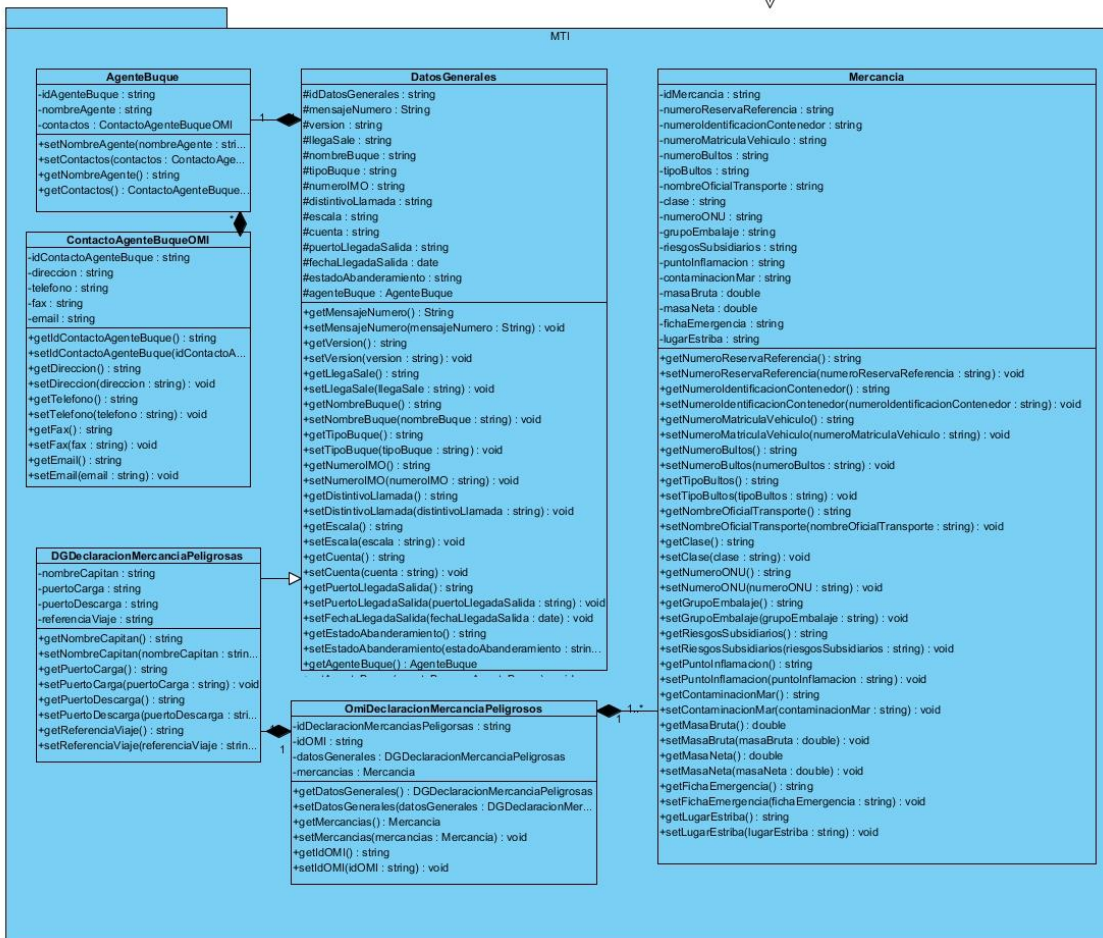 MTI
AgenteBuque
-idAgenteBuque : string
-nombreAgente : string
-contactos : ContactoAgenteBuqueOMI
+setNombreAgente(nombreAgente : stri...
+setContactos(contactos : ContactoAge...
+getNombreAgente() : string
+getContactos() : ContactoAgenteBuque...
1
*
ContactoAgenteBuqueOMI
-idContactoAgenteBuque : string
-direccion : string
-telefono : string
-fax : string
-email : string
+getIdContactoAgenteBuque() : string
+setIdContactoAgenteBuque(idContactoA...
+getDireccion() : string
+setDireccion(direccion : string) : void
+getTelefono() : string
+setTelefono(telefono : string) : void
+getFax() : string
+setFax(fax : string) : void
+getEmail() : string
+setEmail(email : string) : void
DGDeclaracionMercanciaPeligrosas
-nombreCapitan : string
-puertoCarga : string
-puertoDescarga : string
-referenciaViaje : string
+getNombreCapitan() : string
+setNombreCapitan(nombreCapitan : strin...
+getPuertoCarga() : string
+setPuertoCarga(puertoCarga : string) : void
+getPuertoDescarga() : string
+setPuertoDescarga(puertoDescarga : stri...
+getReferenciaViaje() : string
+setReferenciaViaje(referenciaViaje : strin...
1
DatosGenerales
#idDatosGenerales : string
#mensajeNumero : String
#version : string
#llegaSale : string
#nombreBuque : string
#tipoBuque : string
#numeroIMO : string
#distintivoLlamada : string
#escala : string
#cuenta : string
#puertoLlegadaSalida : string
#fechaLlegadaSalida : date
#estadoAbanderamiento : string
#agenteBuque : AgenteBuque
+getMensajeNumero() : String
+setMensajeNumero(mensajeNumero : String) : void
+getVersion() : string
+setVersion(version : string) : void
+getLlegaSale() : string
+setLlegaSale(llegaSale : string) : void
+getNombreBuque() : string
+setNombreBuque(nombreBuque : string) : void
+getTipoBuque() : string
+setTipoBuque(tipoBuque : string) : void
+getNumeroIMO() : string
+setNumeroIMO(numeroIMO : string) : void
+getDistintivoLlamada() : string
+setDistintivoLlamada(distintivoLlamada : string) : void
+getEscala() : string
+setEscala(escala : string) : void
+getCuenta() : string
+setCuenta(cuenta : string) : void
+getPuertoLlegadaSalida() : string
+setPuertoLlegadaSalida(puertoLlegadaSalida : string) : void
+setFechaLlegadaSalida(fechaLlegadaSalida : date) : void
+getEstadoAbanderamiento() : string
+setEstadoAbanderamiento(estadoAbanderamiento : strin...
+getAgenteBuque() : AgenteBuque
OmiDeclaracionMercanciaPeligrosos
-idDeclaracionMercanciasPeligorsas : string
-idOMI : string
-datosGenerales : DGDeclaracionMercanciaPeligrosas
-mercancias : Mercancia
+getDatosGenerales() : DGDeclaracionMercanciaPeligrosas
+setDatosGenerales(datosGenerales : DGDeclaracionMer...
+getMercancias() : Mercancia
+setMercancias(mercancias : Mercancia) : void
+getIdOMI() : string
+setIdOMI(idOMI : string) : void
1
1..*
Mercancia
-idMercancia : string
-numeroReservaReferencia : string
-numeroIdentificacionContenedor : string
-numeroMatriculaVehiculo : string
-numeroBultos : string
-tipoBultos : string
-nombreOficialTransporte : string
-clase : string
-numeroONU : string
-grupoEmbalaje : string
-riesgosSubsidiarios : string
-puntoInflamacion : string
-contaminacionMar : string
-masaBruta : double
-masaNeta : double
-fichaEmergencia : string
-lugarEstriba : string
+getNumeroReservaReferencia() : string
+setNumeroReservaReferencia(numeroReservaReferencia : string) : void
+getNumeroIdentificacionContenedor() : string
+setNumeroIdentificacionContenedor(numeroIdentificacionContenedor : string) : void
+getNumeroMatriculaVehiculo() : string
+setNumeroMatriculaVehiculo(numeroMatriculaVehiculo : string) : void
+getNumeroBultos() : string
+setNumeroBultos(numeroBultos : string) : void
+getTipoBultos() : string
+setTipoBultos(tipoBultos : string) : void
+getNombreOficialTransporte() : string
+setNombreOficialTransporte(nombreOficialTransporte : string) : void
+getClase() : string
+setClase(clase : string) : void
+getNumeroONU() : string
+setNumeroONU(numeroONU : string) : void
+getGrupoEmbalaje() : string
+setGrupoEmbalaje(grupoEmbalaje : string) : void
+getRiesgosSubsidiarios() : string
+setRiesgosSubsidiarios(riesgosSubsidiarios : string) : void
+getPuntoInflamacion() : string
+setPuntoInflamacion(puntoInflamacion : string) : void
+getContaminacionMar() : string
+setContaminacionMar(contaminacionMar : string) : void
+getMasaBruta() : double
+setMasaBruta(masaBruta : double) : void
+getMasaNeta() : double
+setMasaNeta(masaNeta : double) : void
+getFichaEmergencia() : string
+setFichaEmergencia(fichaEmergencia : string) : void
+getLugarEstriba() : string
+setLugarEstriba(lugarEstriba : string) : void